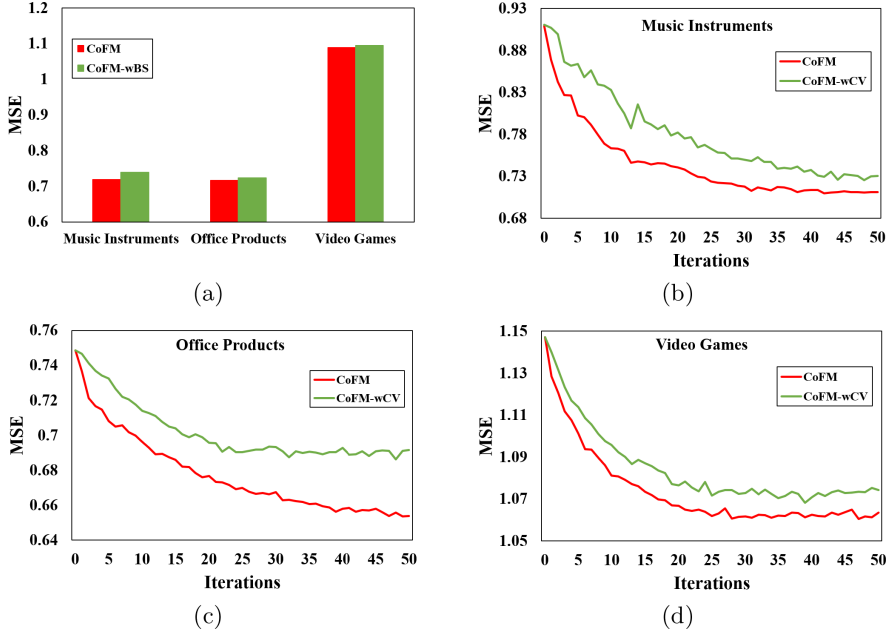 MSE
1.2
1.1
1
0.9
0.8
0.7
0.6
CoFM
CoFM-wBS
Music Instruments
Office Products
Video Games
(a)
MSE
0.93
0.88
0.83
0.78
0.73
0.68
Music Instruments
CoFM
CoFM-wCV
0 5 10 15 20 25 30 35 40 45 50
Iterations
(b)
MSE
0.76
0.74
0.72
0.7
0.68
0.66
0.64
Office Products
CoFM
CoFM-wCV
0 5 10 15 20 25 30 35 40 45 50
Iterations
(c)
MSE
1.15
1.13
1.11
1.09
1.07
1.05
Video Games
CoFM
CoFM-wCV
0 5 10 15 20 25 30 35 40 45 50
Iterations
(d)